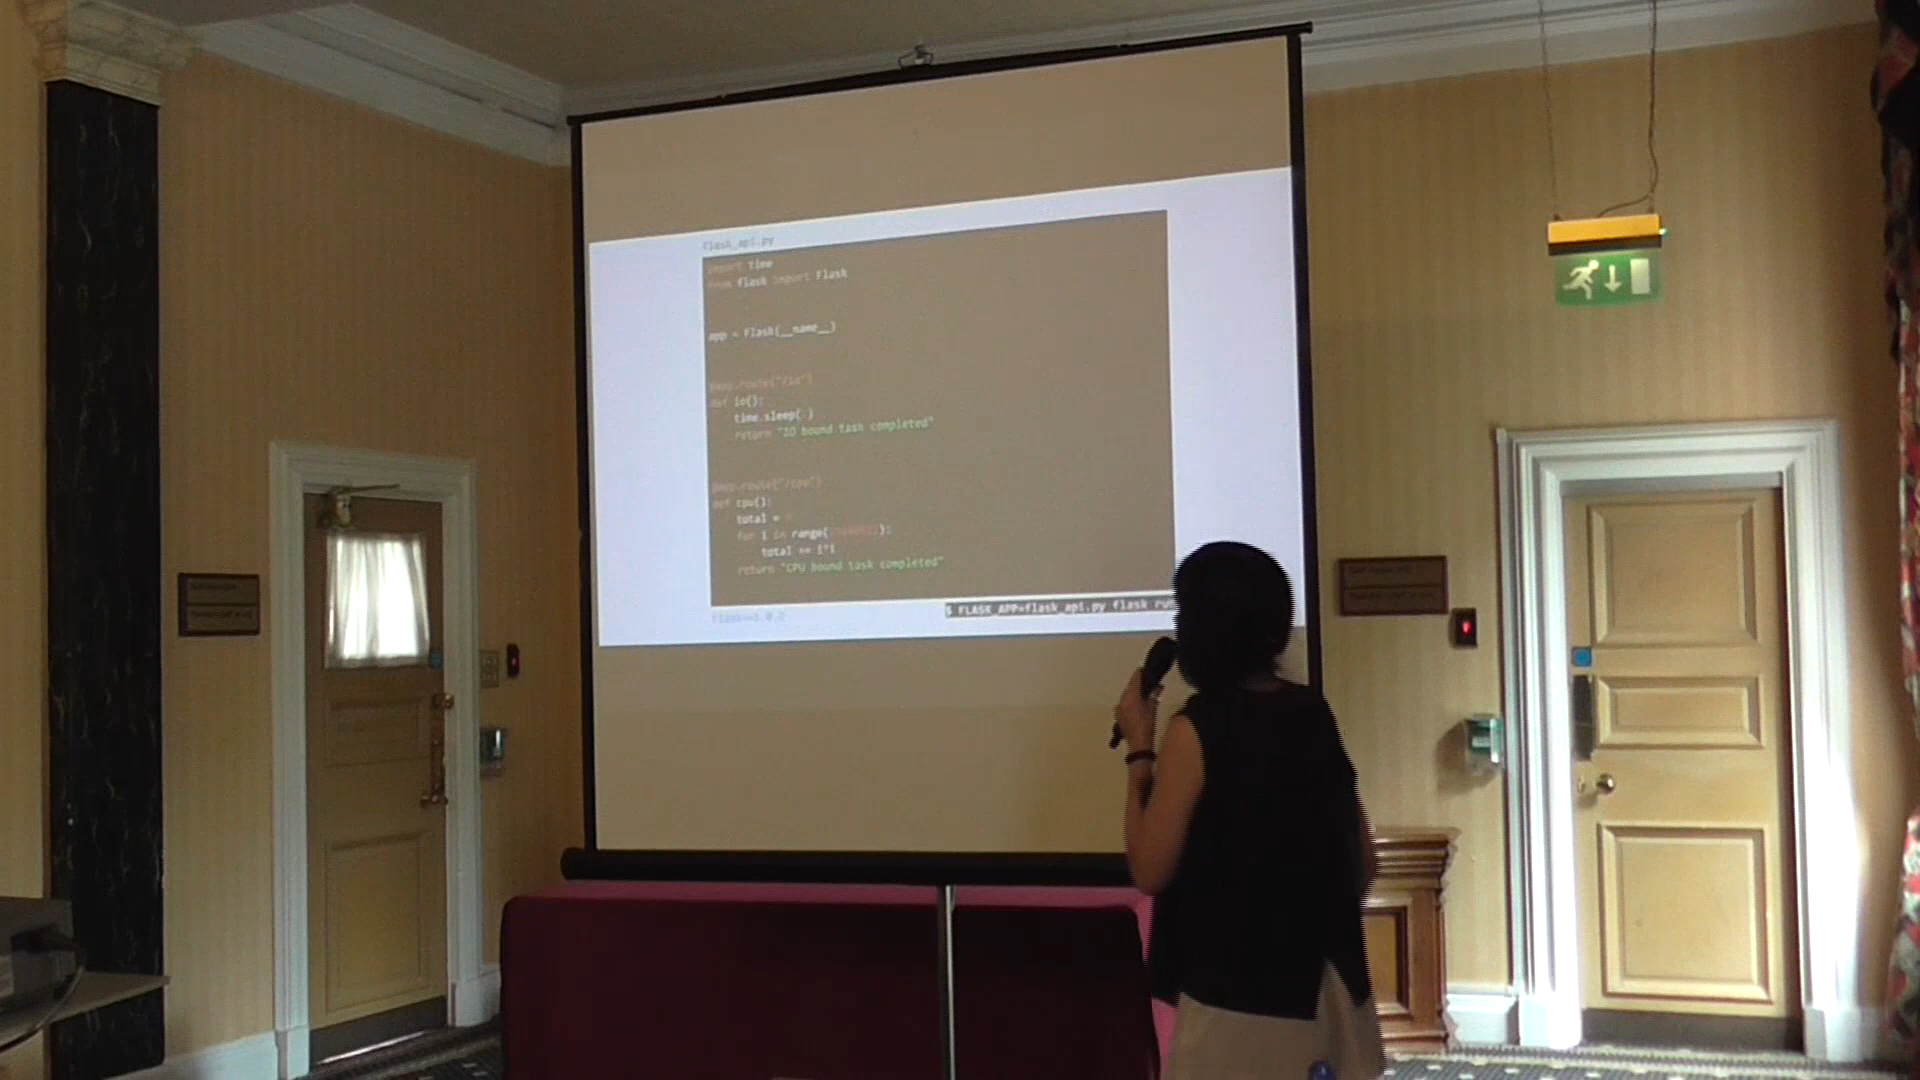 flask_api.py
import time
from flask import Flask
app = Flask(__name__)
@app.route("/io")
def io():
time.sleep( )
return "IO bound task completed"
@app.route("/cpu")
def cpu():
total =
for i in range( ):
total += i*i
return "CPU bound task completed"
$ FLASK_APP=flask_api.py flask run